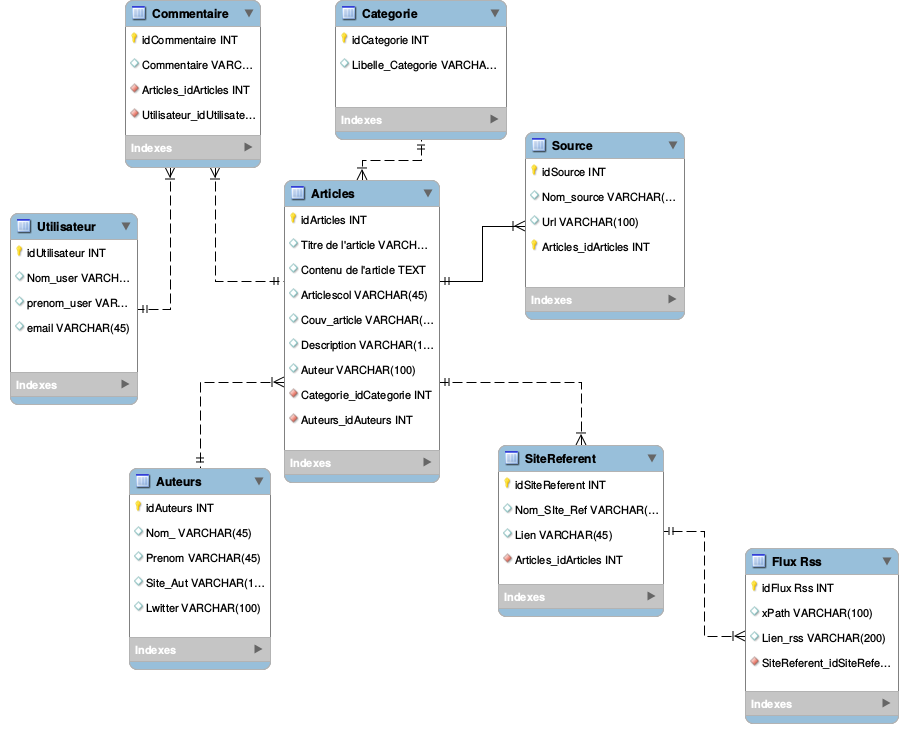 Commentaire
idCommentaire INT
Commentaire VARC...
Articles_idArticles INT
Utilisateur_idUtilisate...
Indexes
Categorie
idCategorie INT
Libelle_Categorie VARCHA...
Indexes
Source
idSource INT
Nom_source VARCHAR(...
Url VARCHAR(100)
Articles_idArticles INT
Indexes
Articles
idArticles INT
Titre de l'article VARCH...
Contenu de l'article TEXT
Articlescol VARCHAR(45)
Couv_article VARCHAR(...
Description VARCHAR(1...
Auteur VARCHAR(100)
Categorie_idCategorie INT
Auteurs_idAuteurs INT
Indexes
Utilisateur
idUtilisateur INT
Nom_user VARCH...
prenom_user VAR...
email VARCHAR(45)
Indexes
Auteurs
idAuteurs INT
Nom_ VARCHAR(45)
Prenom VARCHAR(45)
Site_Aut VARCHAR(1...
Lwitter VARCHAR(100)
Indexes
SiteReferent
idSiteReferent INT
Nom_SIte_Ref VARCHAR(...
Lien VARCHAR(45)
Articles_idArticles INT
Indexes
Flux Rss
idFlux Rss INT
xPath VARCHAR(100)
Lien_rss VARCHAR(200)
SiteReferent_idSiteRefe...
Indexes